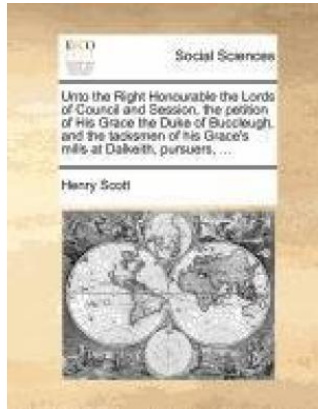 ECCO
Social Sciences
Unto the Right Honourable the Lords
of Council and Session, the petition
of His Grace the Duke of Buccleugh,
and the tacksmen of his Grace's
mills at Dalkeith, pursuers, ...
Henry Scott